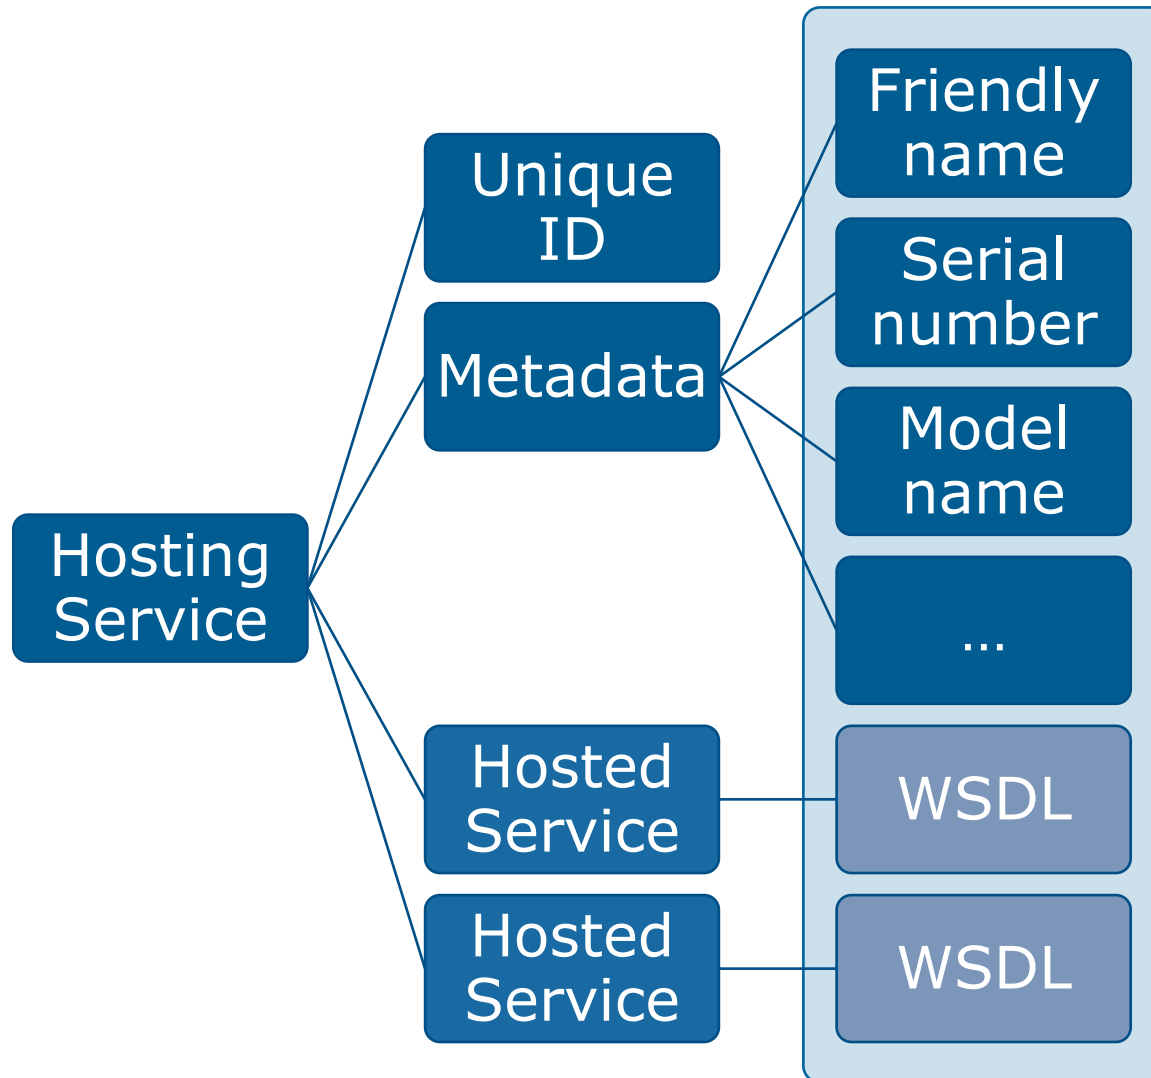 Hosting
Service
Unique
ID
Metadata
Hosted
Service
Hosted
Service
Friendly
name
Serial
number
Model
name
...
WSDL
WSDL